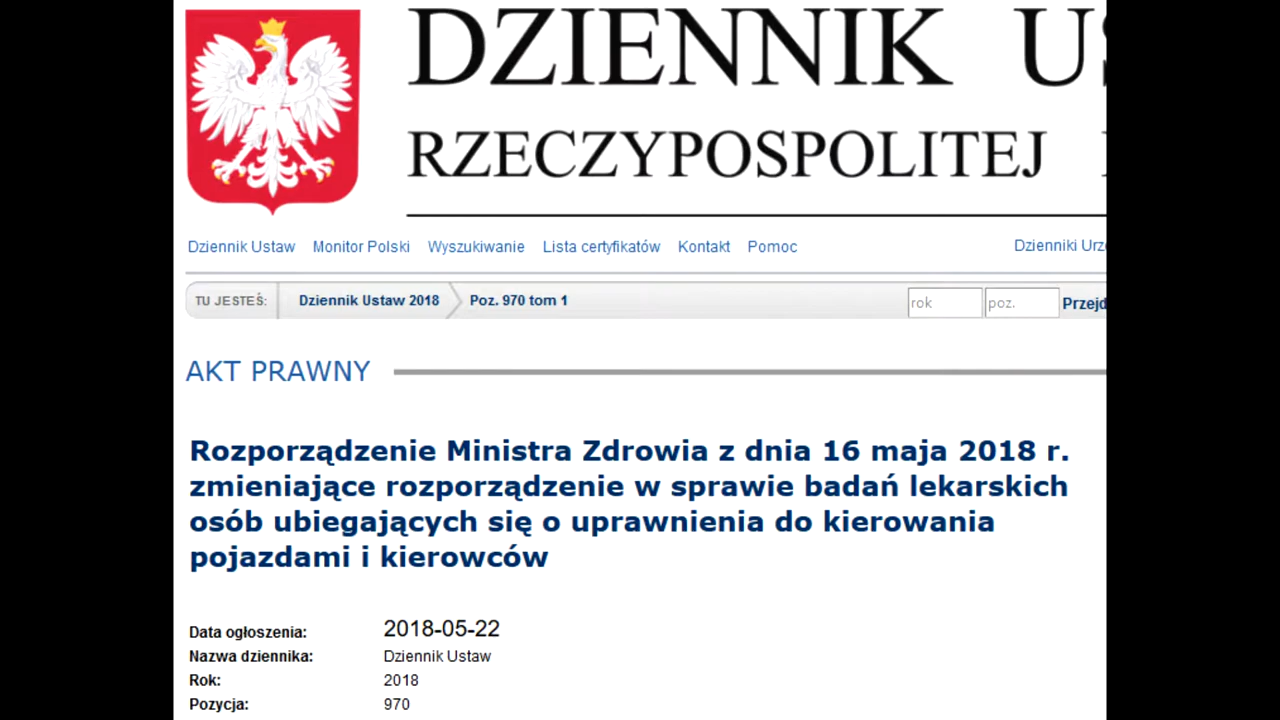 DZIENNIK U
RZECZYPOSPOLITEJ
Dziennik Ustaw Monitor Polski Wyszukiwanie Lista certyfikatów Kontakt Pomoc Dzienniki Urzę
TU JESTEŚ: Dziennik Ustaw 2018 Poz. 970 tom 1 rok poz. Przejd
AKT PRAWNY
Rozporządzenie Ministra Zdrowia z dnia 16 maja 2018 r.
zmieniające rozporządzenie w sprawie badań lekarskich
osób ubiegających się o uprawnienia do kierowania
pojazdami i kierowców
Data ogłoszenia: 2018-05-22
Nazwa dziennika: Dziennik Ustaw
Rok: 2018
Pozycja: 970